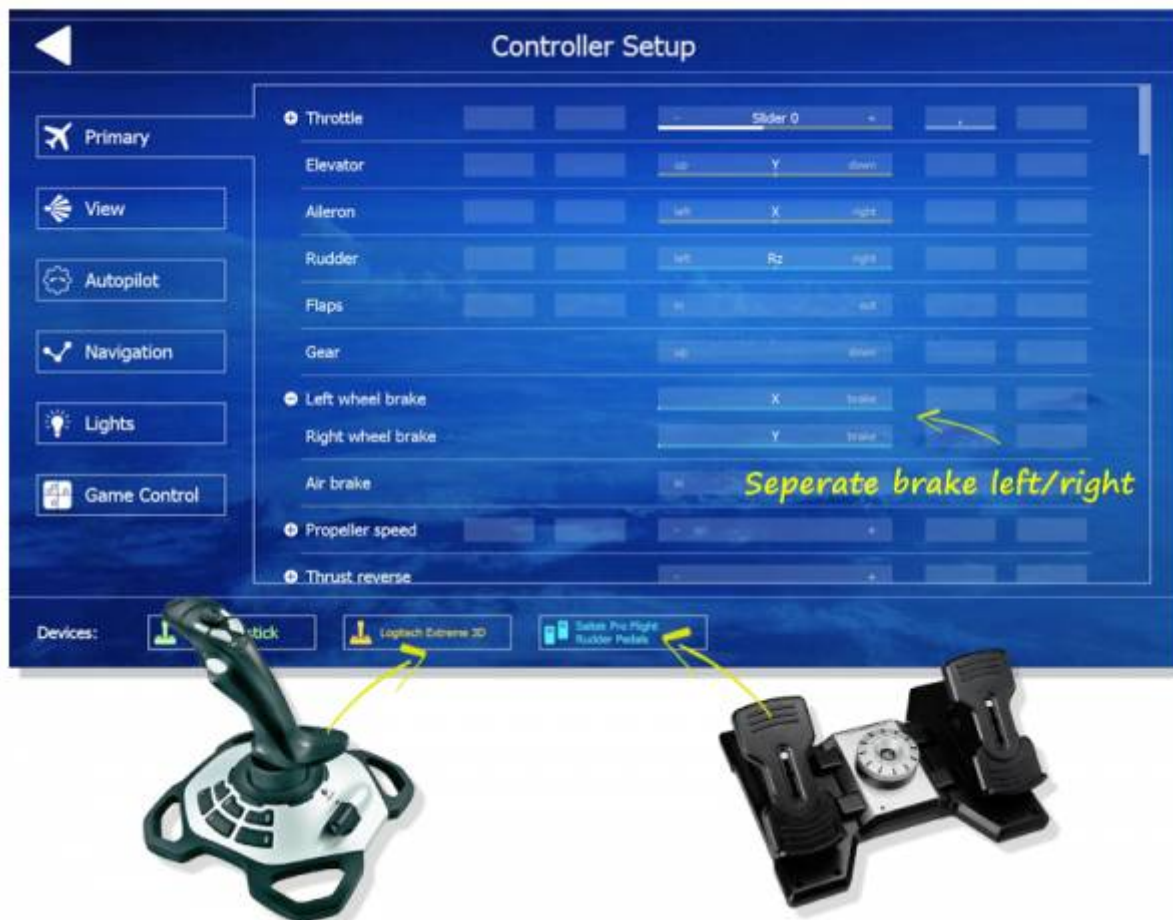 Controller Setup
Primary
View
Autopilot
Navigation
Lights
Game Control
Throttle - Slider 0 +
Elevator up Y down
Aileron left X right
Rudder left Rz right
Flaps in out
Gear up down
Left wheel brake X brake
Right wheel brake Y brake
Air brake in
Seperate brake left/right
Propeller speed - +
Thrust reverse - +
Devices:
stick
Logitech Extreme 3D
Saitek Pro Flight
Rudder Pedals